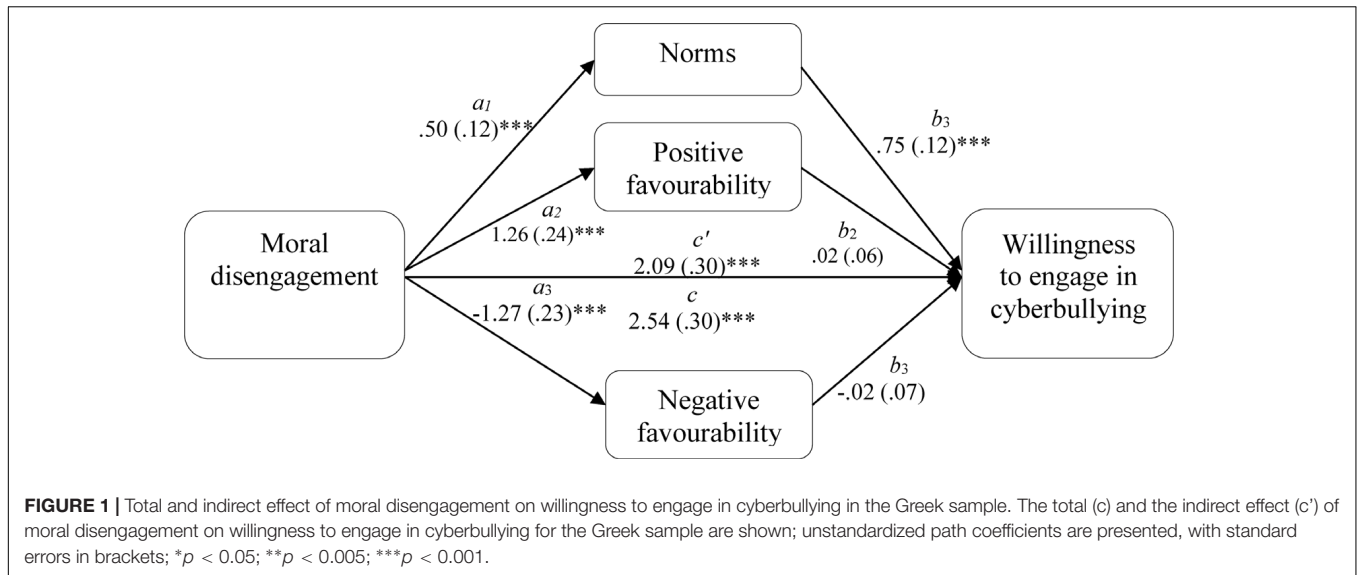 Norms
a1
.50 (.12)***
b3
.75 (.12)***
Positive
favourability
a2
1.26 (.24)***
b2
.02 (.06)
Moral
disengagement
c'
2.09 (.30)***
c
2.54 (.30)***
Willingness
to engage in
cyberbullying
a3
-1.27 (.23)***
b3
-.02 (.07)
Negative
favourability
FIGURE 1 | Total and indirect effect of moral disengagement on willingness to engage in cyberbullying in the Greek sample. The total (c) and the indirect effect (c’) of
moral disengagement on willingness to engage in cyberbullying for the Greek sample are shown; unstandardized path coefficients are presented, with standard
errors in brackets; *p < 0.05; **p < 0.005; ***p < 0.001.